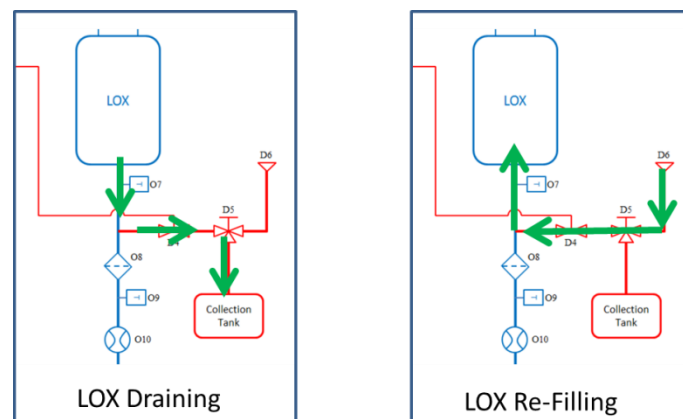 LOX
O7
D6
D5
D4
O8
O9
Collection
Tank
O10
LOX Draining
LOX
O7
D6
D5
D4
O8
O9
Collection
Tank
O10
LOX Re-Filling